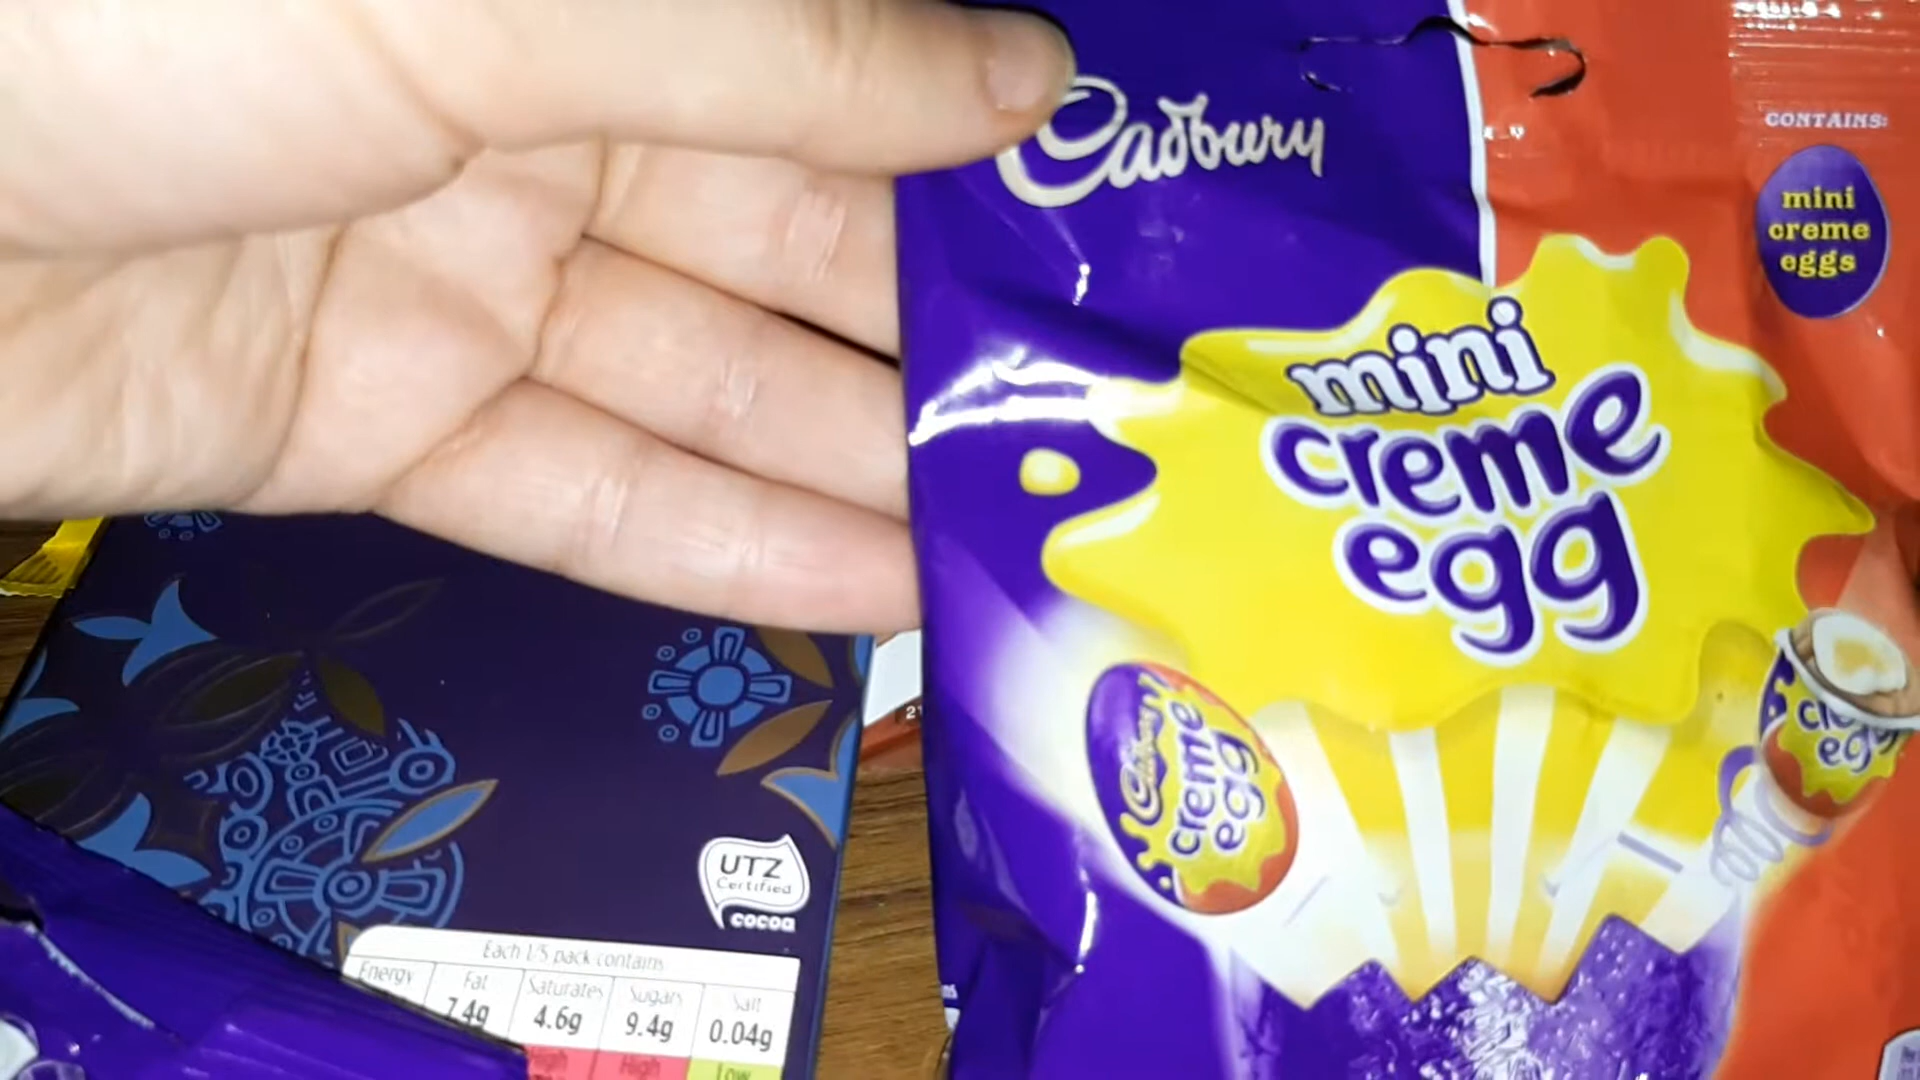 Cadbury
CONTAINS:
mini
creme
eggs
mini
creme
egg
Cadbury
creme
egg
egg
UTZ
Certified
cocoa
Each 1/5 pack contains
Energy Fat Saturates Sugars Salt
7.4g 4.6g 9.4g 0.04g
High Low